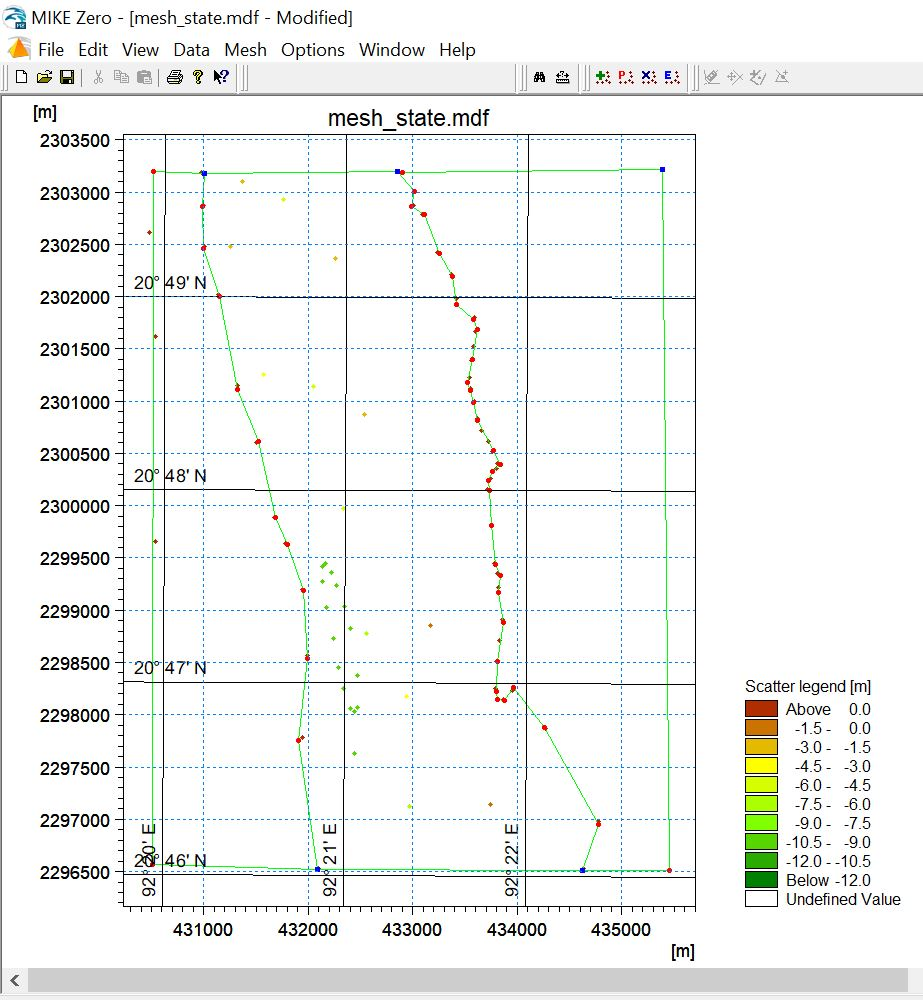 MIKE Zero - [mesh_state.mdf - Modified]
File Edit View Data Mesh Options Window Help
[m]
mesh_state.mdf
2303500
2303000
2302500
20° 49' N
2302000
2301500
2301000
2300500
20° 48' N
2300000
2299500
2299000
2298500
20° 47' N
2298000
2297500
2297000
20° 46' N
2296500
92° 20' E
92° 21' E
92° 22' E
431000 432000 433000 434000 435000
[m]
Scatter legend [m]
Above 0.0
-1.5 - 0.0
-3.0 - -1.5
-4.5 - -3.0
-6.0 - -4.5
-7.5 - -6.0
-9.0 - -7.5
-10.5 - -9.0
-12.0 - -10.5
Below -12.0
Undefined Value